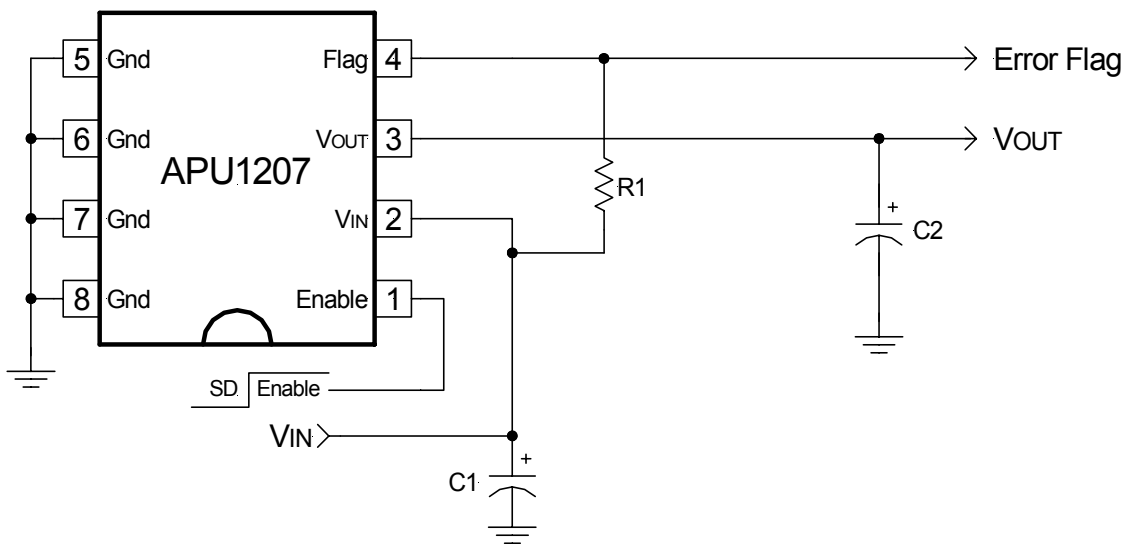 5 Gnd Flag 4 Error Flag
6 Gnd VOUT 3 VOUT
APU1207
R1
7 Gnd VIN 2
+
C2
8 Gnd Enable 1
SD Enable
VIN
+
C1